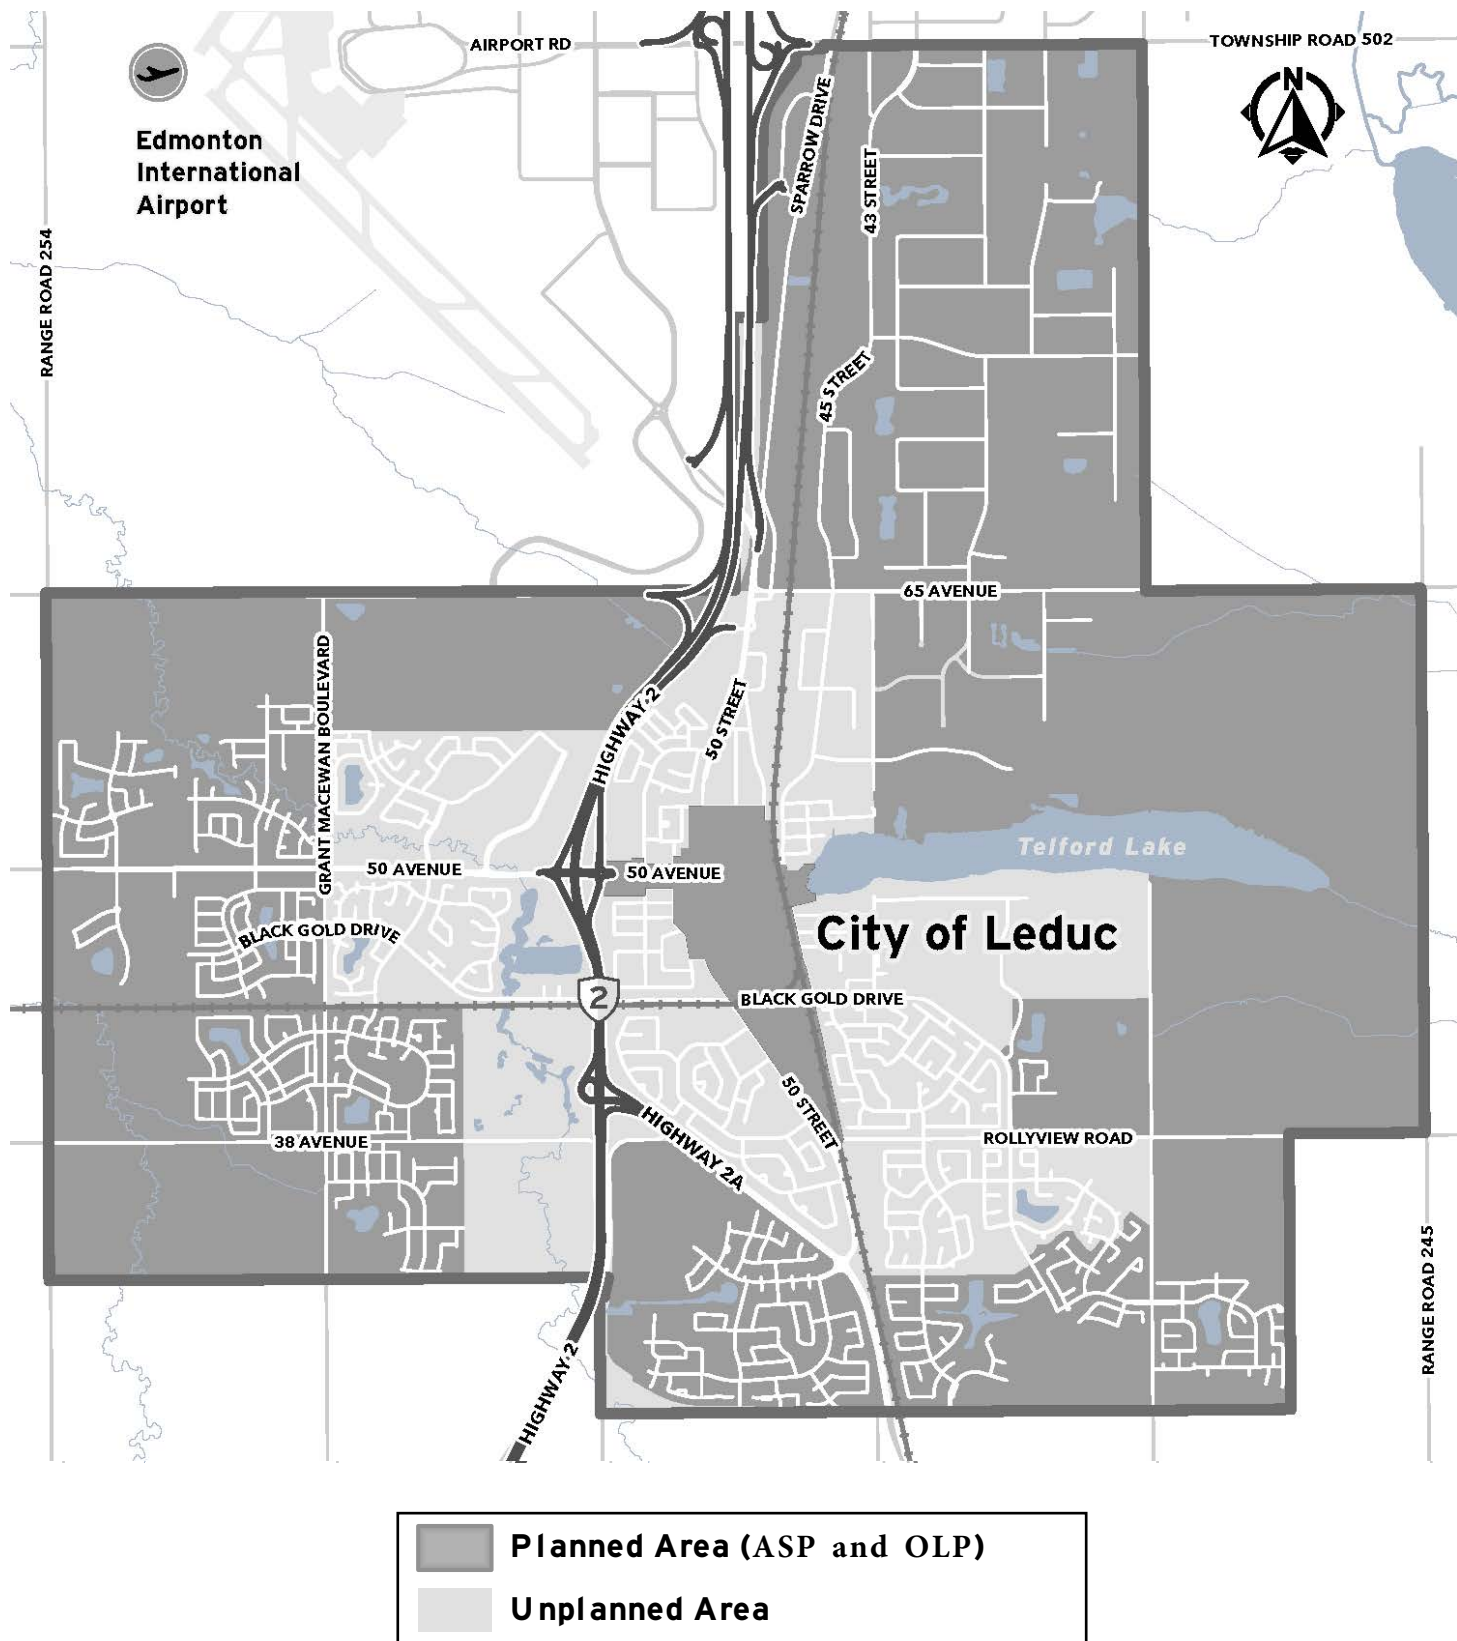 AIRPORT RD
TOWNSHIP ROAD 502
N
Edmonton
International
Airport
SPARROW DRIVE
43 STREET
RANGE ROAD 254
45 STREET
65 AVENUE
GRANT MACEWAN BOULEVARD
HIGHWAY 2
50 STREET
Telford Lake
50 AVENUE
50 AVENUE
BLACK GOLD DRIVE
City of Leduc
2
BLACK GOLD DRIVE
50 STREET
38 AVENUE
HIGHWAY 2A
ROLLYVIEW ROAD
RANGE ROAD 245
HIGHWAY 2
Planned Area (ASP and OLP)
Unplanned Area